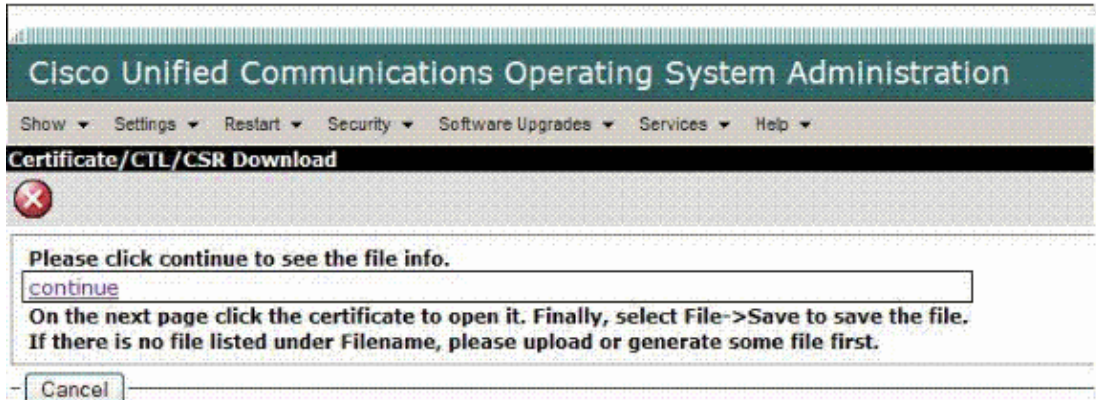 Cisco Unified Communications Operating System Administration
Show Settings Restart Security Software Upgrades Services Help
Certificate/CTL/CSR Download
Please click continue to see the file info.
continue
On the next page click the certificate to open it. Finally, select File->Save to save the file.
If there is no file listed under Filename, please upload or generate some file first.
Cancel